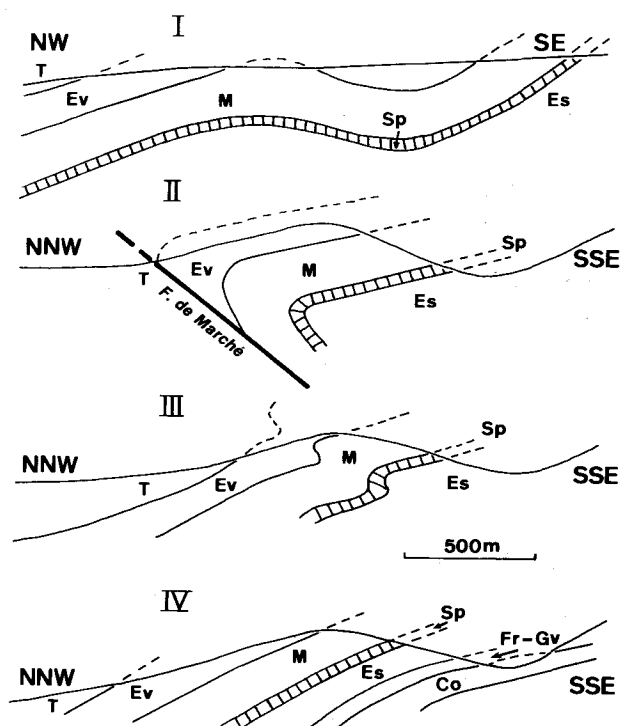 I
NW
SE
T
Ev
M
Es
Sp
II
NNW
T
Ev
M
Sp
Es
SSE
F. de Marché
III
NNW
T
Ev
M
Sp
Es
SSE
500m
IV
NNW
T
Ev
M
Es
Sp
Fr-Gv
Co
SSE